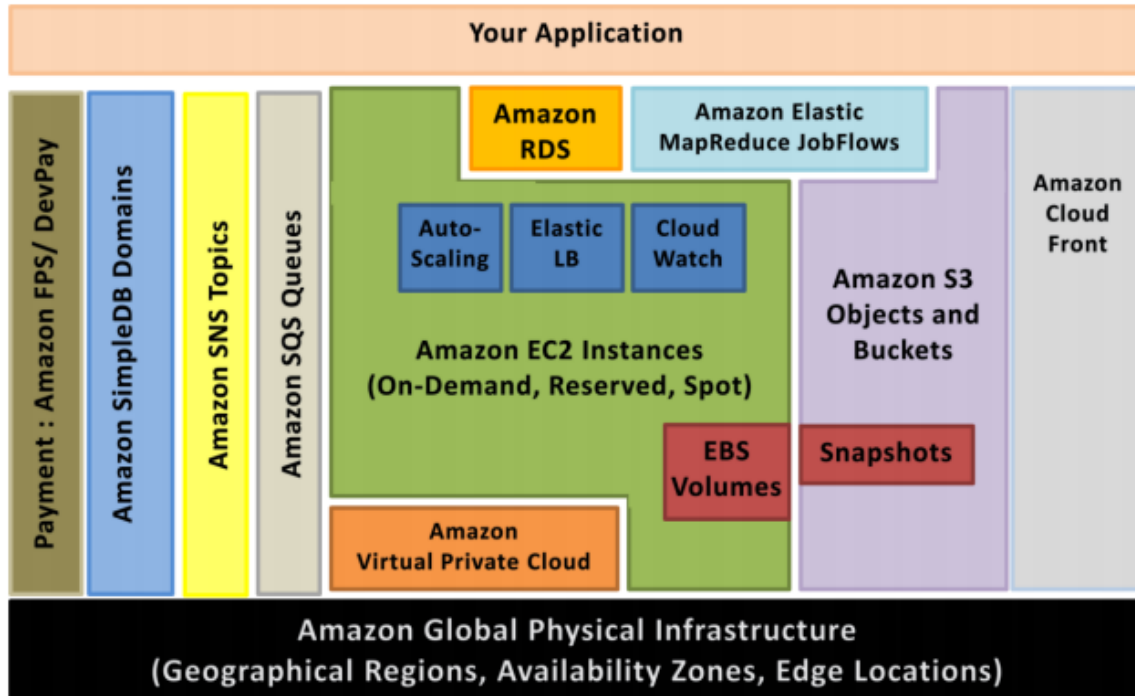 Your Application
Payment : Amazon FPS/ DevPay
Amazon SimpleDB Domains
Amazon SNS Topics
Amazon SQS Queues
Amazon
RDS
Amazon Elastic
MapReduce JobFlows
Auto-
Scaling
Elastic
LB
Cloud
Watch
Amazon EC2 Instances
(On-Demand, Reserved, Spot)
EBS
Volumes
Amazon
Virtual Private Cloud
Amazon S3
Objects and
Buckets
Snapshots
Amazon
Cloud
Front
Amazon Global Physical Infrastructure
(Geographical Regions, Availability Zones, Edge Locations)